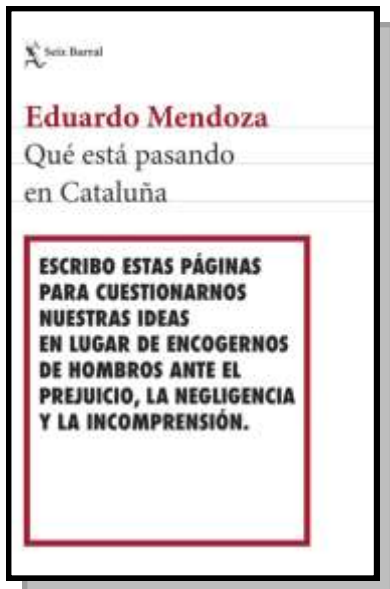 Seix Barral
Eduardo Mendoza
Qué está pasando
en Cataluña
ESCRIBO ESTAS PÁGINAS
PARA CUESTIONARNOS
NUESTRAS IDEAS
EN LUGAR DE ENCOGERNOS
DE HOMBROS ANTE EL
PREJUICIO, LA NEGLIGENCIA
Y LA INCOMPRENSIÓN.